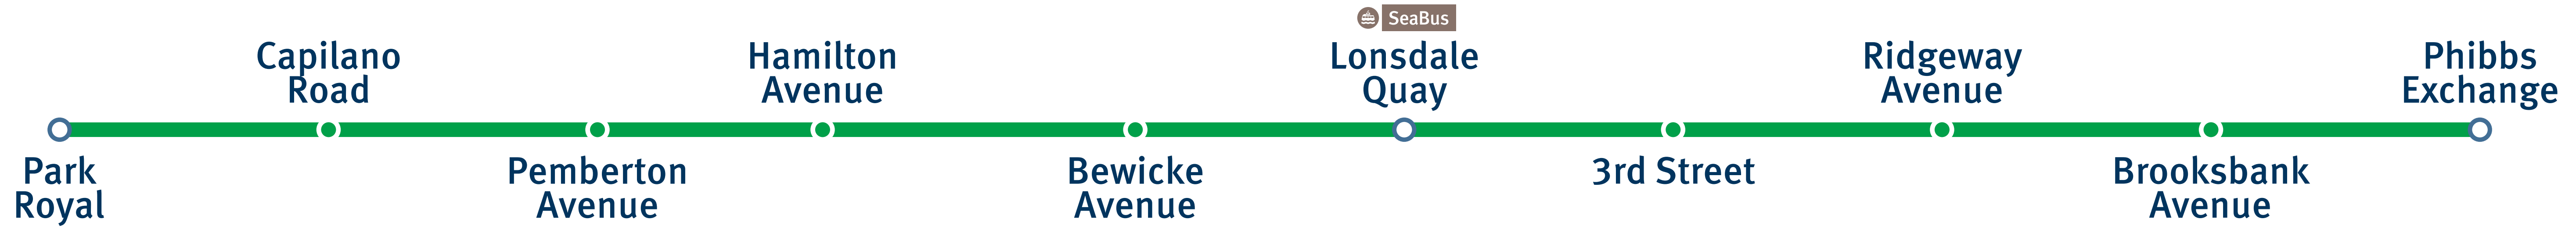 SeaBus
Park
Royal
Capilano
Road
Pemberton
Avenue
Hamilton
Avenue
Bewicke
Avenue
Lonsdale
Quay
3rd Street
Ridgeway
Avenue
Brooksbank
Avenue
Phibbs
Exchange